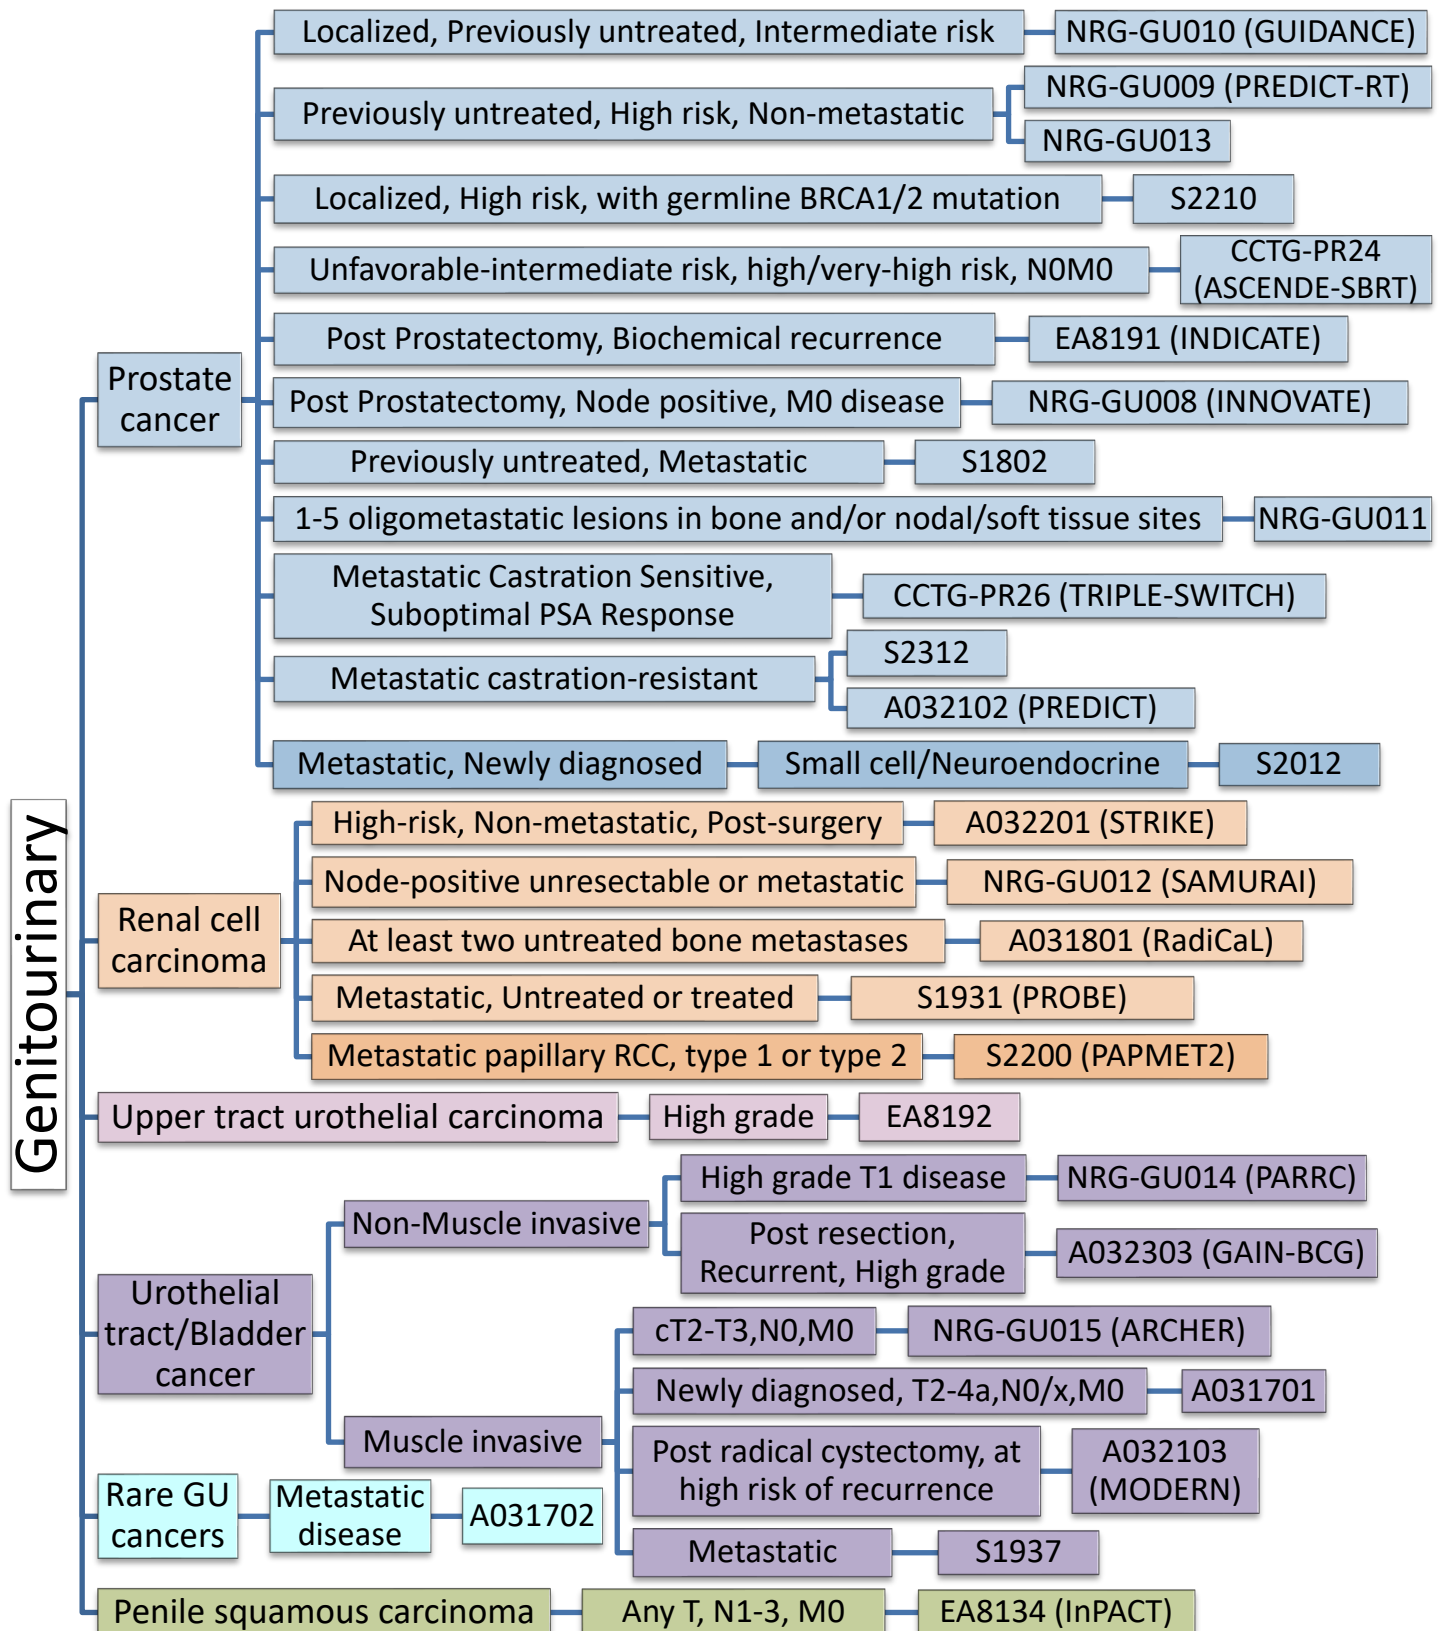 Genitourinary
Prostate
cancer
Localized, Previously untreated, Intermediate risk
NRG-GU010 (GUIDANCE)
Previously untreated, High risk, Non-metastatic
NRG-GU009 (PREDICT-RT)
NRG-GU013
Localized, High risk, with germline BRCA1/2 mutation
S2210
Unfavorable-intermediate risk, high/very-high risk, N0M0
CCTG-PR24
(ASCENDE-SBRT)
Post Prostatectomy, Biochemical recurrence
EA8191 (INDICATE)
Post Prostatectomy, Node positive, M0 disease
NRG-GU008 (INNOVATE)
Previously untreated, Metastatic
S1802
1-5 oligometastatic lesions in bone and/or nodal/soft tissue sites
NRG-GU011
Metastatic Castration Sensitive,
Suboptimal PSA Response
CCTG-PR26 (TRIPLE-SWITCH)
Metastatic castration-resistant
S2312
A032102 (PREDICT)
Metastatic, Newly diagnosed
Small cell/Neuroendocrine
S2012
Renal cell
carcinoma
High-risk, Non-metastatic, Post-surgery
A032201 (STRIKE)
Node-positive unresectable or metastatic
NRG-GU012 (SAMURAI)
At least two untreated bone metastases
A031801 (RadiCaL)
Metastatic, Untreated or treated
S1931 (PROBE)
Metastatic papillary RCC, type 1 or type 2
S2200 (PAPMET2)
Upper tract urothelial carcinoma
High grade
EA8192
Urothelial
tract/Bladder
cancer
Non-Muscle invasive
High grade T1 disease
NRG-GU014 (PARRC)
Post resection,
Recurrent, High grade
A032303 (GAIN-BCG)
Muscle invasive
cT2-T3,N0,M0
NRG-GU015 (ARCHER)
Newly diagnosed, T2-4a,N0/x,M0
A031701
Post radical cystectomy, at
high risk of recurrence
A032103
(MODERN)
Metastatic
S1937
Rare GU
cancers
Metastatic
disease
A031702
Penile squamous carcinoma
Any T, N1-3, M0
EA8134 (InPACT)